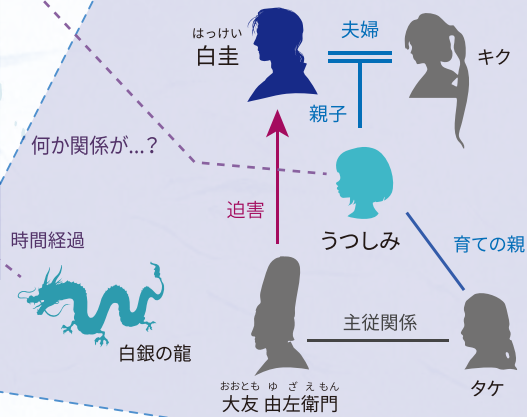 はっけい
白圭
夫婦
キク
親子
何か関係が…？
迫害
うつしみ
時間経過
育ての親
白銀の龍
主従関係
おおとも ゆ ざ え もん
大友 由左衛門
タケ